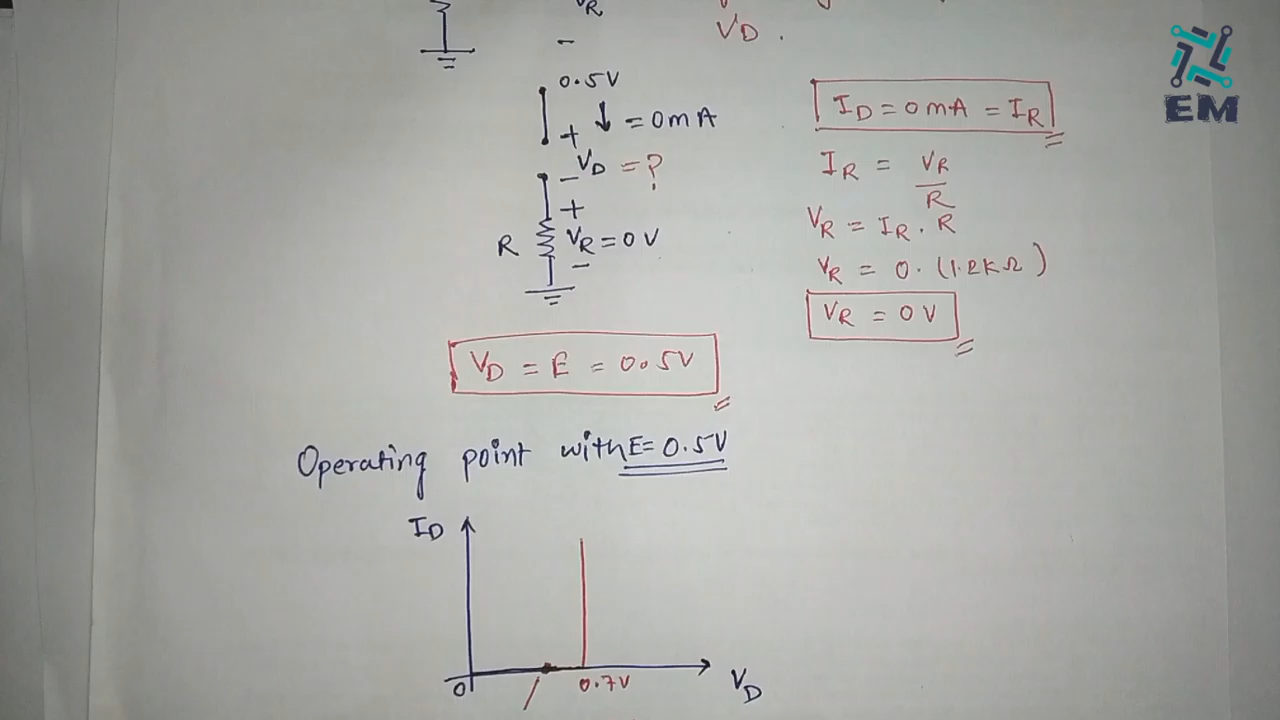 VR
VD .
−
0.5V
+ ↓ = 0mA
− VD = ?
+
R VR = 0 V
−
ID = 0mA = IR
IR = VR/R
VR = IR . R
VR = 0. (1.2KΩ)
VR = 0V
EM
VD = E = 0.5V
Operating point with E= 0.5V
ID
0
0.7V
VD